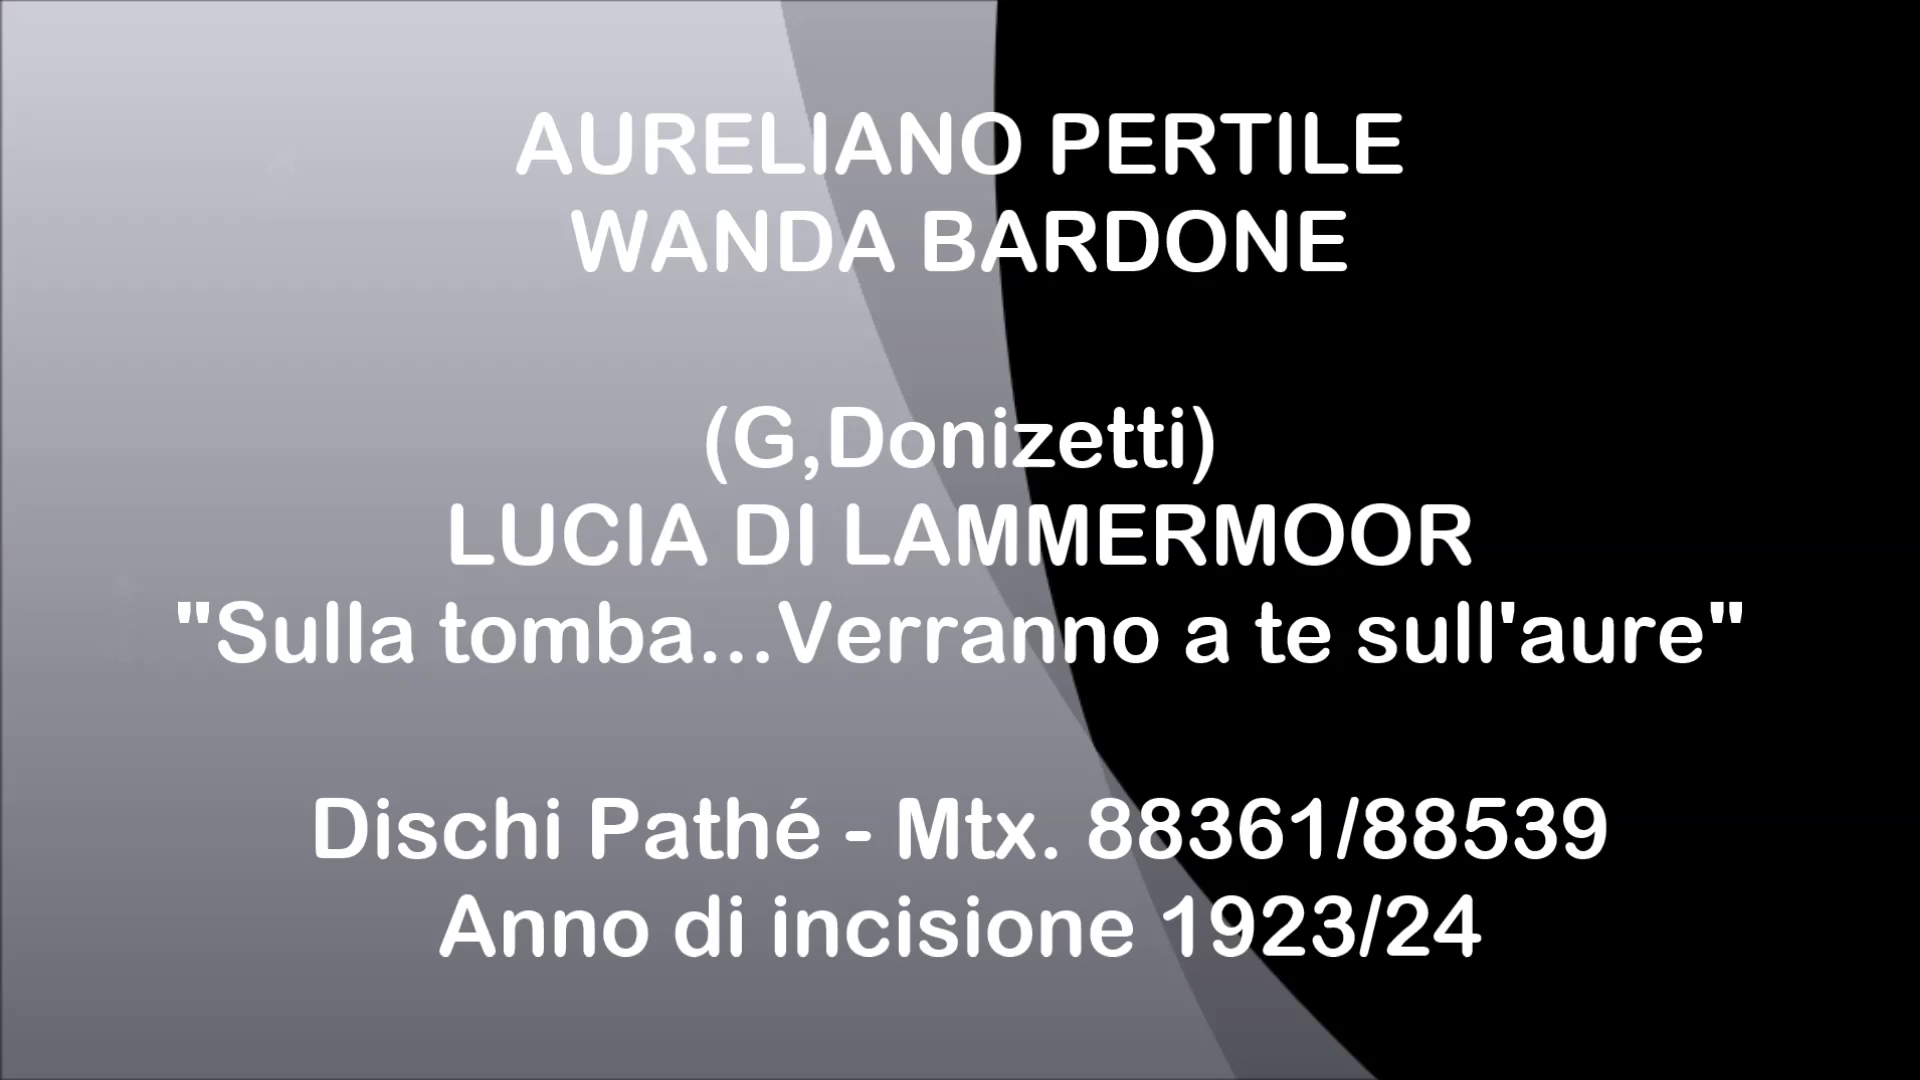 AURELIANO PERTILE
WANDA BARDONE
(G,Donizetti)
LUCIA DI LAMMERMOOR
"Sulla tomba...Verranno a te sull'aure"
Dischi Pathé - Mtx. 88361/88539
Anno di incisione 1923/24